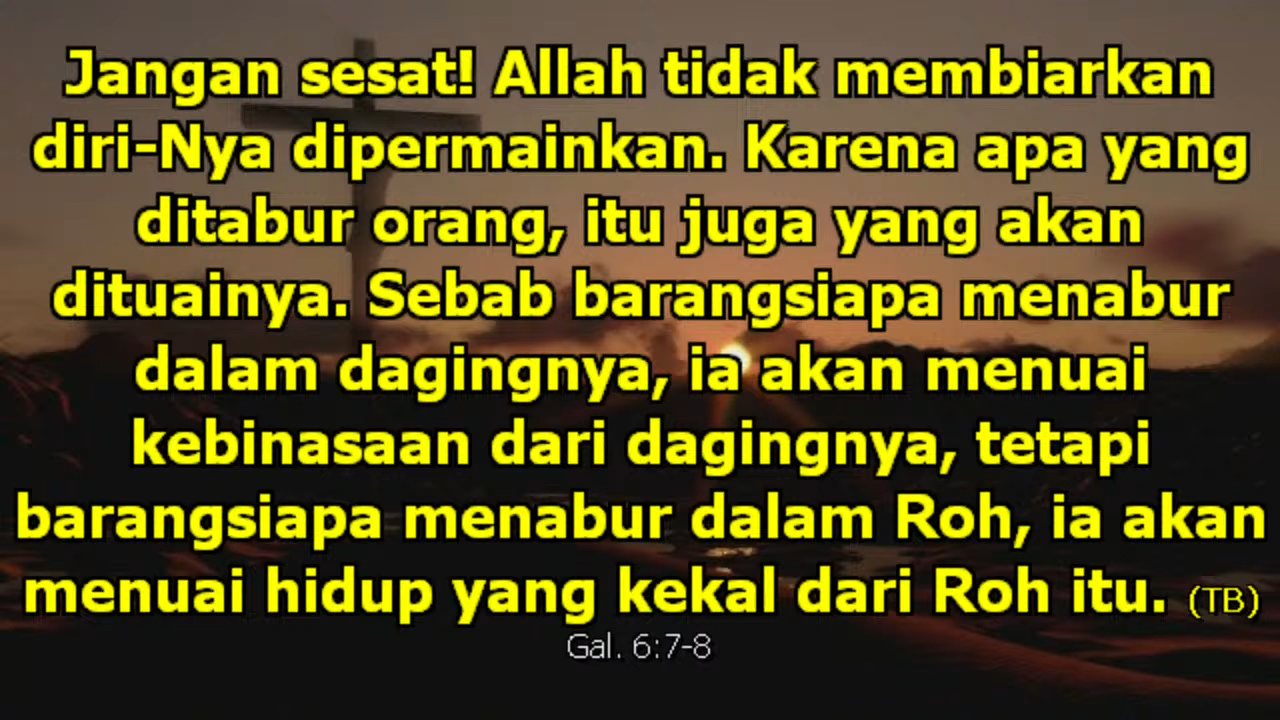 Jangan sesat! Allah tidak membiarkan
diri-Nya dipermainkan. Karena apa yang
ditabur orang, itu juga yang akan
dituainya. Sebab barangsiapa menabur
dalam dagingnya, ia akan menuai
kebinasaan dari dagingnya, tetapi
barangsiapa menabur dalam Roh, ia akan
menuai hidup yang kekal dari Roh itu. (TB)
Gal. 6:7-8